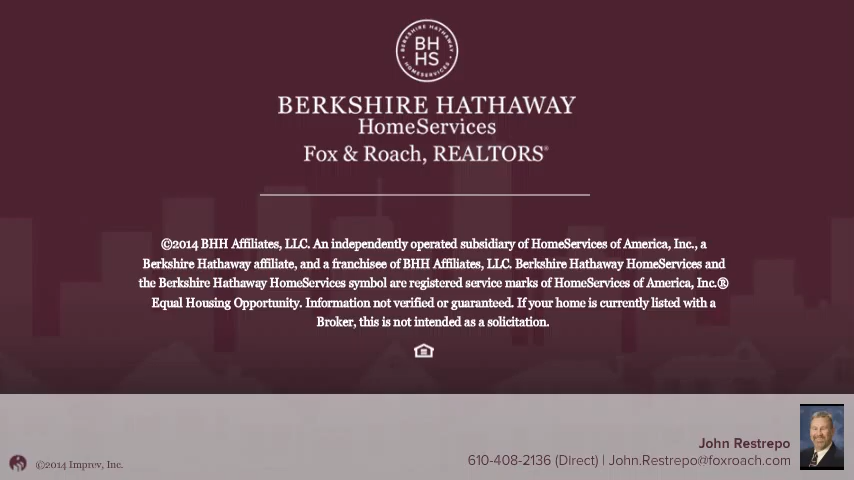 BERKSHIRE HATHAWAY
HOMESERVICES
BH
HS
BERKSHIRE HATHAWAY
HomeServices
Fox & Roach, REALTORS®
©2014 BHH Affiliates, LLC. An independently operated subsidiary of HomeServices of America, Inc., a
Berkshire Hathaway affiliate, and a franchisee of BHH Affiliates, LLC. Berkshire Hathaway HomeServices and
the Berkshire Hathaway HomeServices symbol are registered service marks of HomeServices of America, Inc.®
Equal Housing Opportunity. Information not verified or guaranteed. If your home is currently listed with a
Broker, this is not intended as a solicitation.
John Restrepo
610-408-2136 (Direct) | John.Restrepo@foxroach.com
©2014 Imprev, Inc.